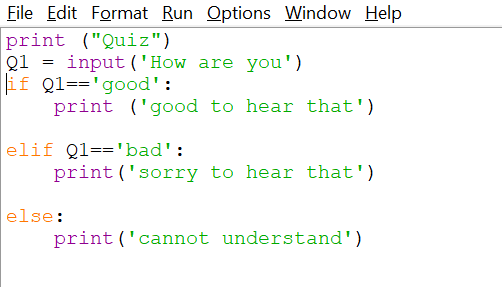 File Edit Format Run Options Window Help
print ("Quiz")
Q1 = input('How are you')
if Q1=='good':
    print ('good to hear that')
elif Q1=='bad':
    print('sorry to hear that')
else:
    print('cannot understand')